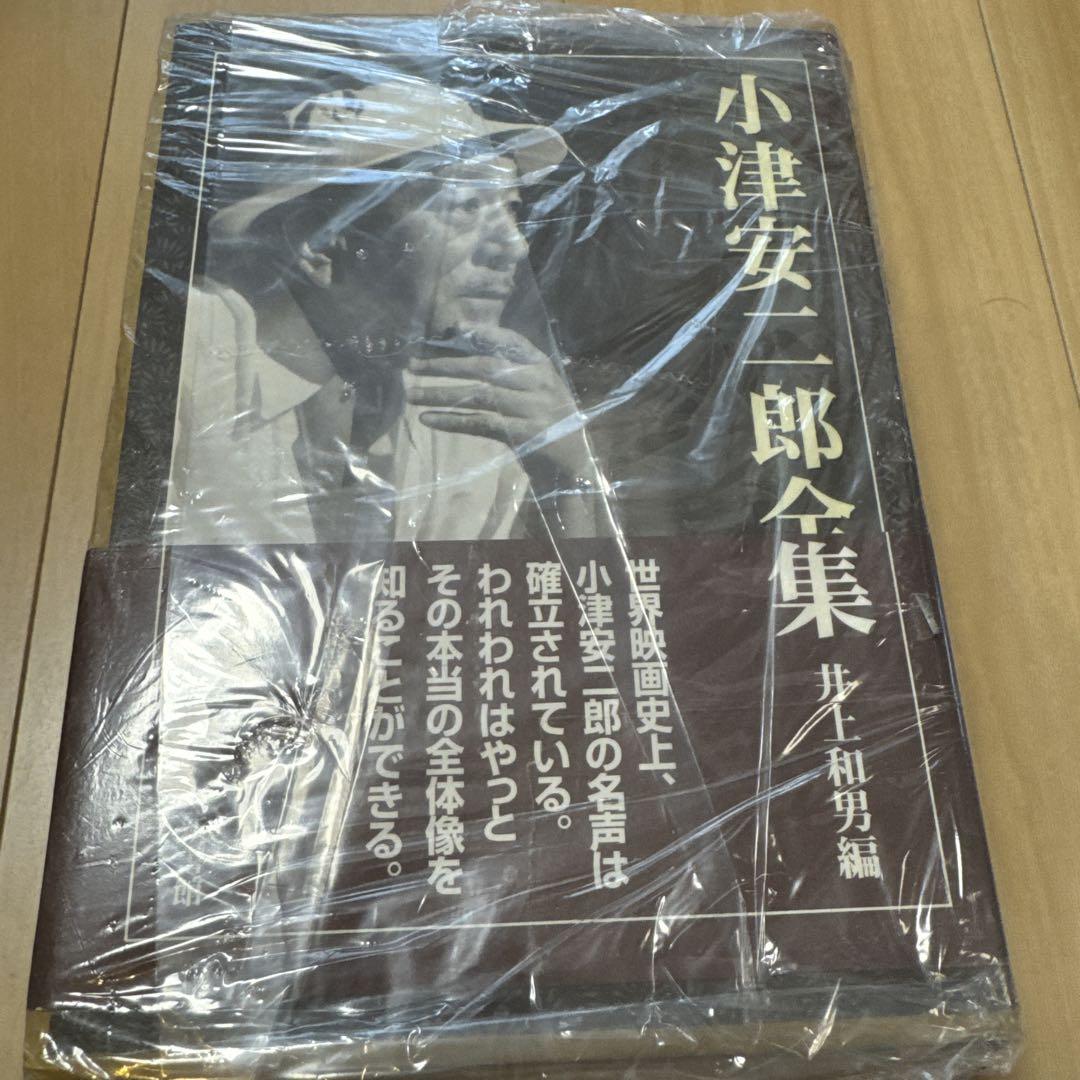 小津安二郎全集
井上和男編
世界映画史上、
小津安二郎の名声は
確立されている。
われわれはやっと
その本当の全体像を
知ることができる。
館